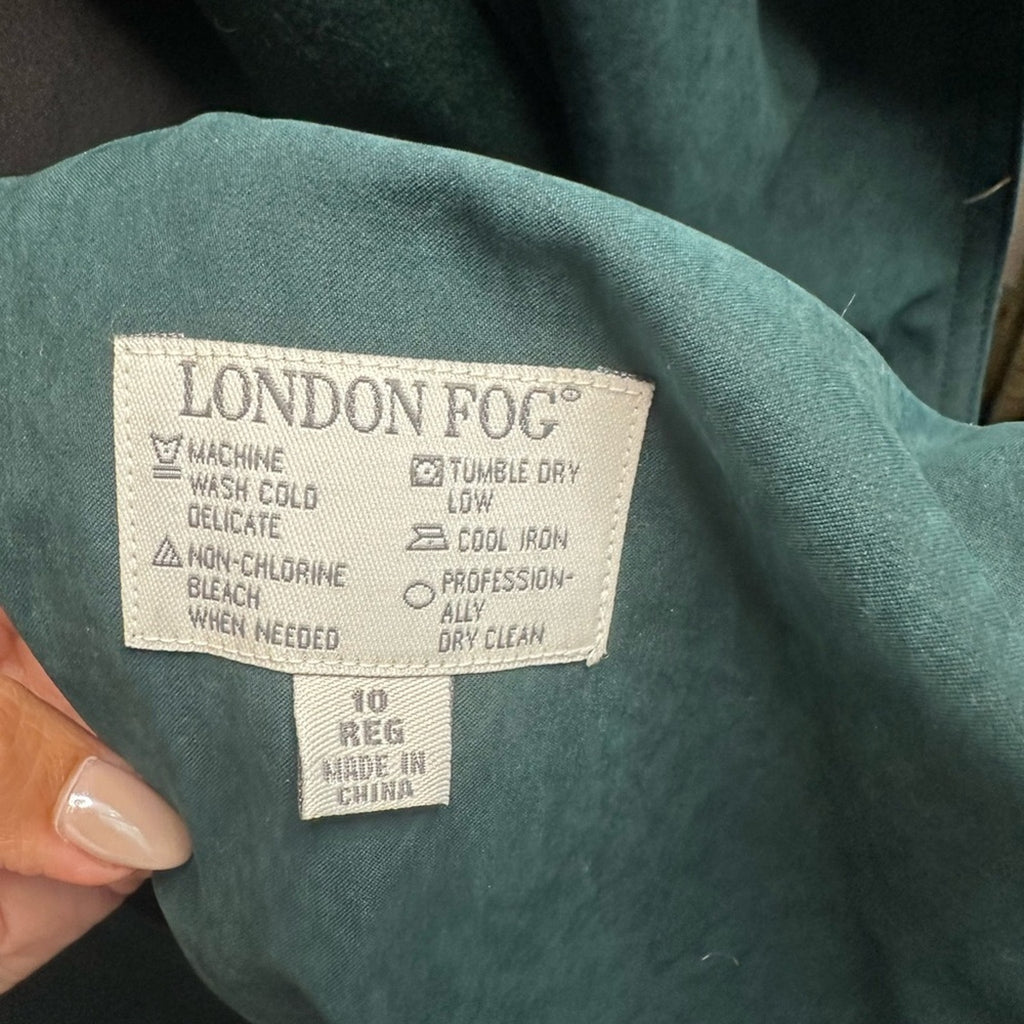 LONDON FOG®
MACHINE
WASH COLD
DELICATE
NON-CHLORINE
BLEACH
WHEN NEEDED
TUMBLE DRY
LOW
COOL IRON
PROFESSION-
ALLY
DRY CLEAN
10
REG
MADE IN
CHINA